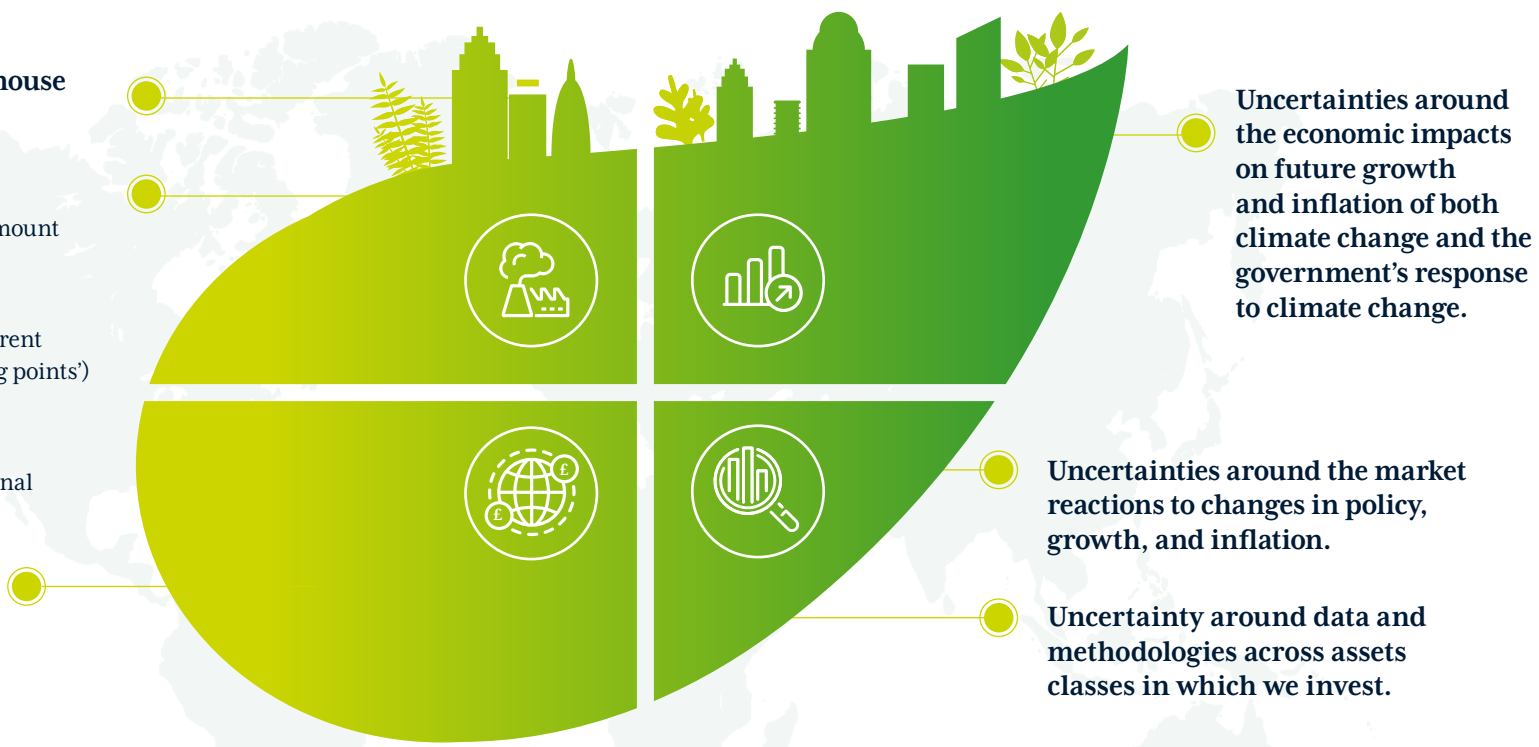 house
mount
rent
g points')
nal
£
£
Uncertainties around
the economic impacts
on future growth
and inflation of both
climate change and the
government's response
to climate change.
Uncertainties around the market
reactions to changes in policy,
growth, and inflation.
Uncertainty around data and
methodologies across assets
classes in which we invest.